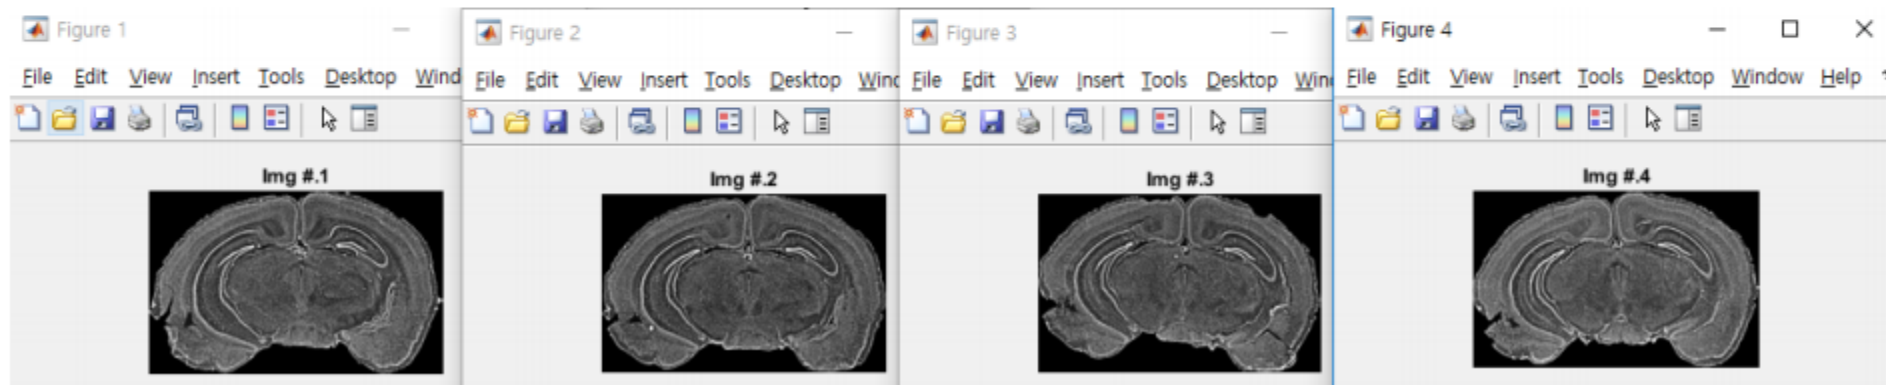 Figure 1
File Edit View Insert Tools Desktop Wind
Img #.1
Figure 2
File Edit View Insert Tools Desktop Winc
Img #.2
Figure 3
File Edit View Insert Tools Desktop Win
Img #.3
Figure 4
File Edit View Insert Tools Desktop Window Help
Img #.4